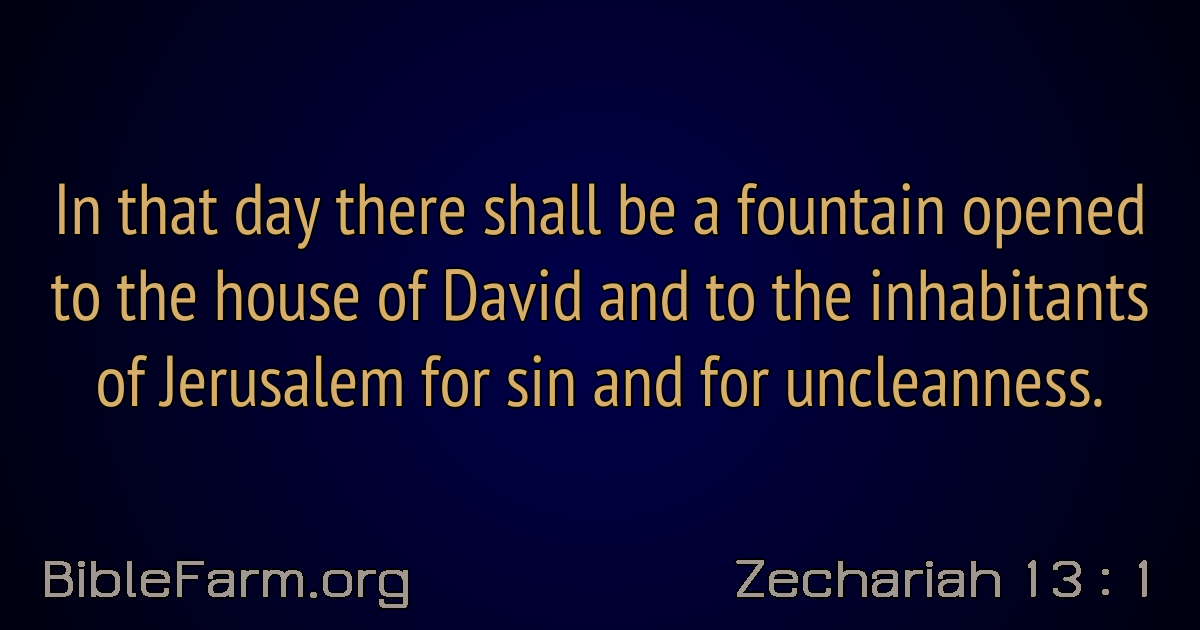 In that day there shall be a fountain opened
to the house of David and to the inhabitants
of Jerusalem for sin and for uncleanness.
BibleFarm.org
Zechariah 13 : 1